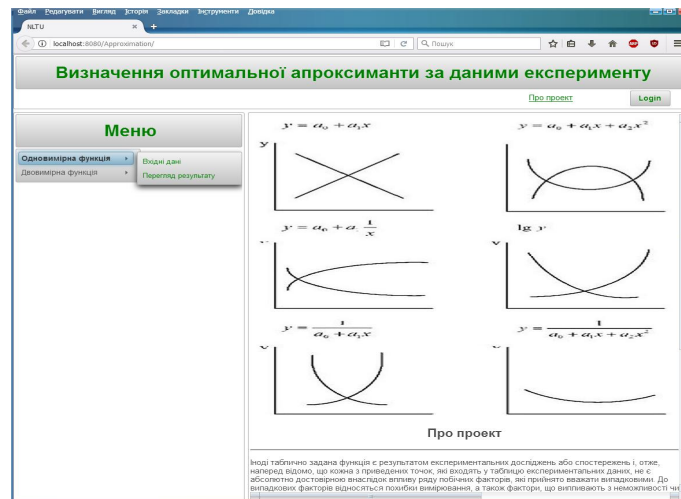 Файл Редагувати Вигляд Історія Закладки Інструменти Довідка
NLTU × +
localhost:8080/Approximation/ Пошук
Визначення оптимальної апроксиманти за даними експерименту
Про проект Login
Меню
Одновимірна функція
Двовимірна функція
Вхідні дані
Перегляд результату
y = a₀ + a₁x
y = a₀ + a₁x + a₂x²
y
y = a₀ + a 1/x
lg y
y = 1/(a₀ + a₁x)
y = 1/(a₀ + a₁x + a₂x²)
Про проект
Іноді таблично задана функція є результатом експериментальних досліджень або спостережень і, отже,
наперед відомо, що кожна з приведених точок, які входять у таблицю експериментальних даних, не є
абсолютно достовірною внаслідок впливу ряду побічних факторів, які прийнято вважати випадковими. До
випадкових факторів відносяться похибки вимірювання, а також фактори, що випливають з неможливості чи